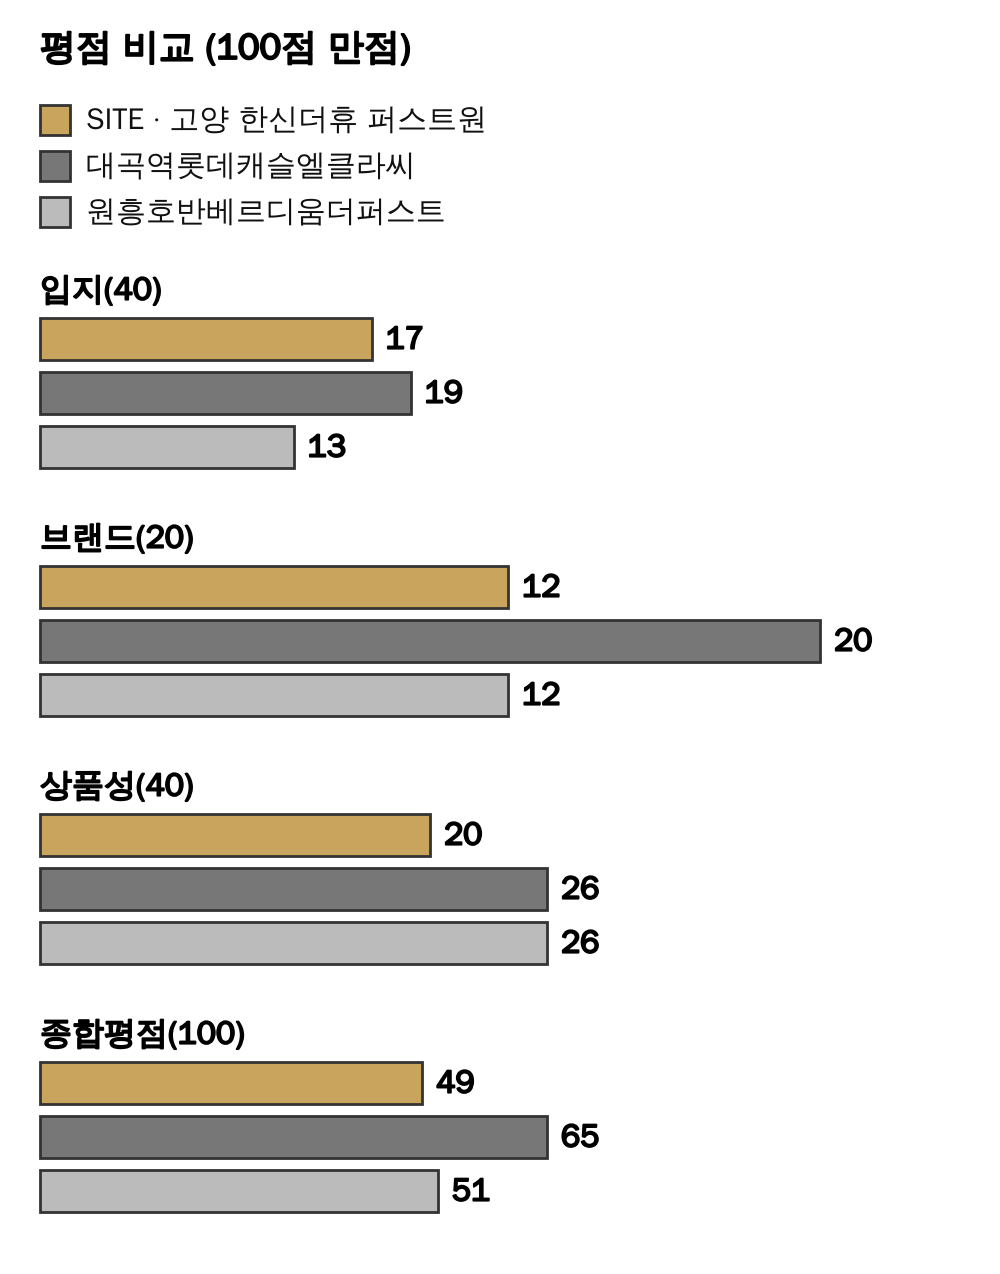 평점 비교 (100점 만점)
SITE · 고양 한신더휴 퍼스트원
대곡역롯데캐슬엘클라씨
원흥호반베르디움더퍼스트
입지(40)
17
19
13
브랜드(20)
12
20
12
상품성(40)
20
26
26
종합평점(100)
49
65
51